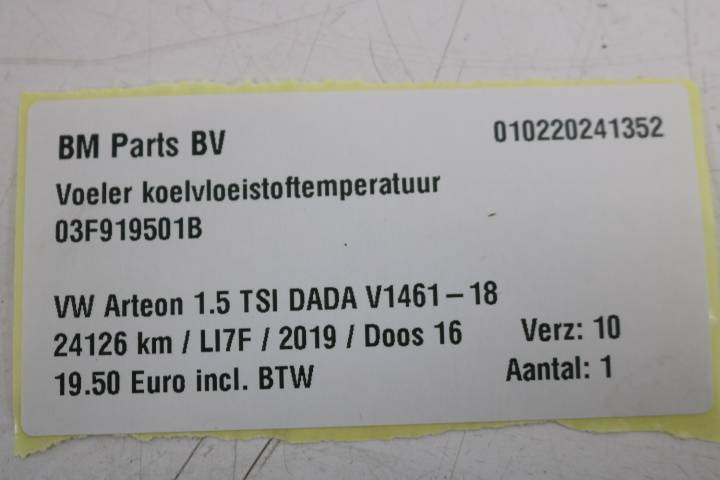 BM Parts BV 010220241352
Voeler koelvloeistoftemperatuur
03F919501B
VW Arteon 1.5 TSI DADA V1461-18
24126 km / LI7F / 2019 / Doos 16 Verz: 10
19.50 Euro incl. BTW Aantal: 1